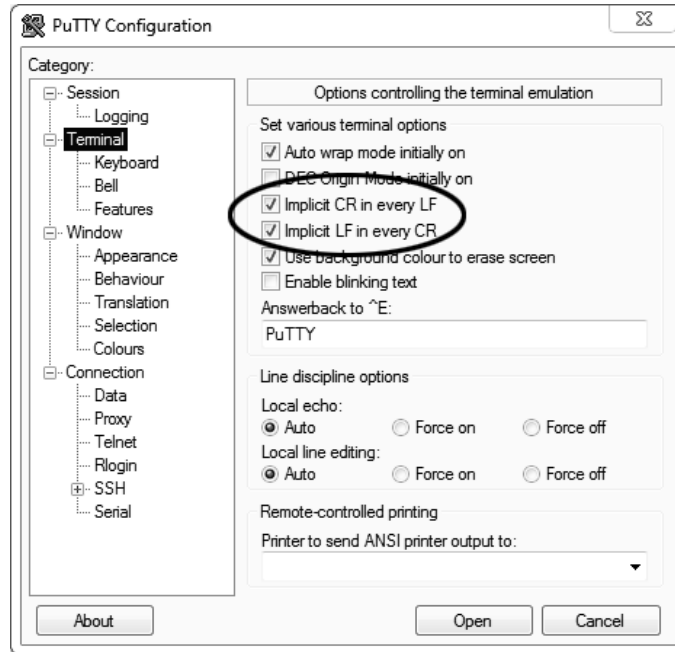 PuTTY Configuration
Category:
Session
Logging
Terminal
Keyboard
Bell
Features
Window
Appearance
Behaviour
Translation
Selection
Colours
Connection
Data
Proxy
Telnet
Rlogin
SSH
Serial
Options controlling the terminal emulation
Set various terminal options
Auto wrap mode initially on
DEC Origin Mode initially on
Implicit CR in every LF
Implicit LF in every CR
Use background colour to erase screen
Enable blinking text
Answerback to ^E:
PuTTY
Line discipline options
Local echo:
Auto Force on Force off
Local line editing:
Auto Force on Force off
Remote-controlled printing
Printer to send ANSI printer output to:
About Open Cancel